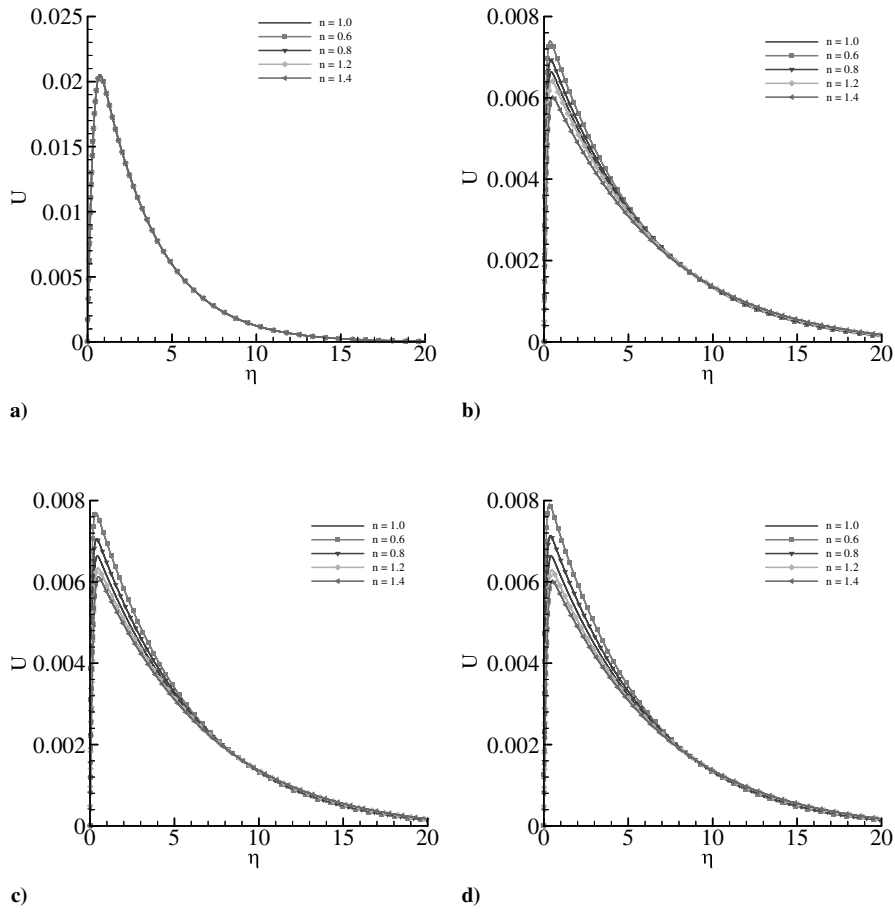 0.025
0.02
0.015
0.01
0.005
0
U
0 5 10 15 20
η
n = 1.0
n = 0.6
n = 0.8
n = 1.2
n = 1.4
a)
0.008
0.006
0.004
0.002
0
U
0 5 10 15 20
η
n = 1.0
n = 0.6
n = 0.8
n = 1.2
n = 1.4
b)
0.008
0.006
0.004
0.002
0
U
0 5 10 15 20
η
n = 1.0
n = 0.6
n = 0.8
n = 1.2
n = 1.4
c)
0.008
0.006
0.004
0.002
0
U
0 5 10 15 20
η
n = 1.0
n = 0.6
n = 0.8
n = 1.2
n = 1.4
d)